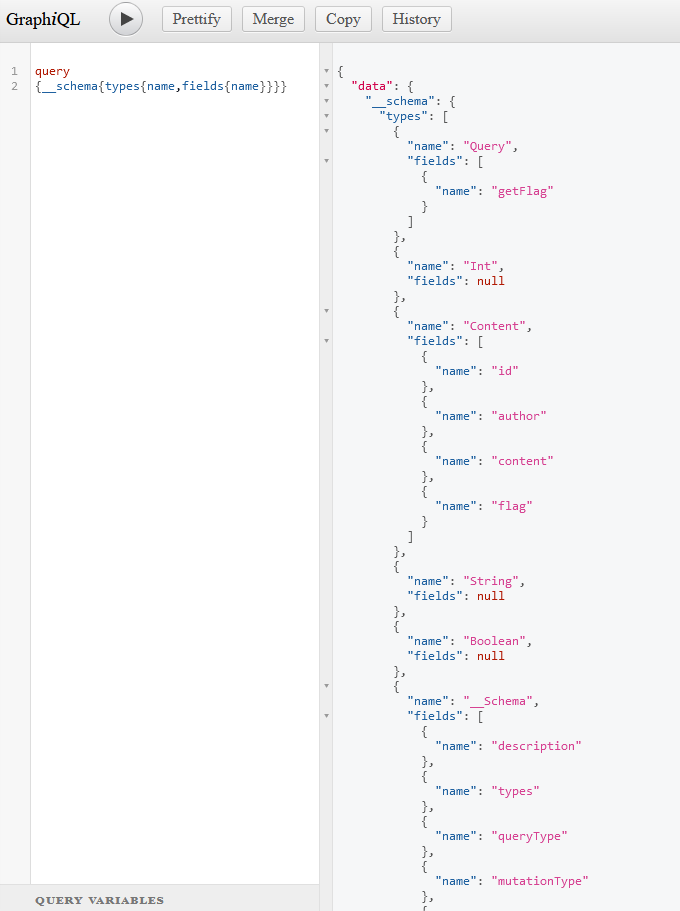 GraphiQL
Prettify
Merge
Copy
History
1 query
2 {__schema{types{name,fields{name}}}}
{
"data": {
"__schema": {
"types": [
{
"name": "Query",
"fields": [
{
"name": "getFlag"
}
]
},
{
"name": "Int",
"fields": null
},
{
"name": "Content",
"fields": [
{
"name": "id"
},
{
"name": "author"
},
{
"name": "content"
},
{
"name": "flag"
}
]
},
{
"name": "String",
"fields": null
},
{
"name": "Boolean",
"fields": null
},
{
"name": "__Schema",
"fields": [
{
"name": "description"
},
{
"name": "types"
},
{
"name": "queryType"
},
{
"name": "mutationType"
},
{
QUERY VARIABLES